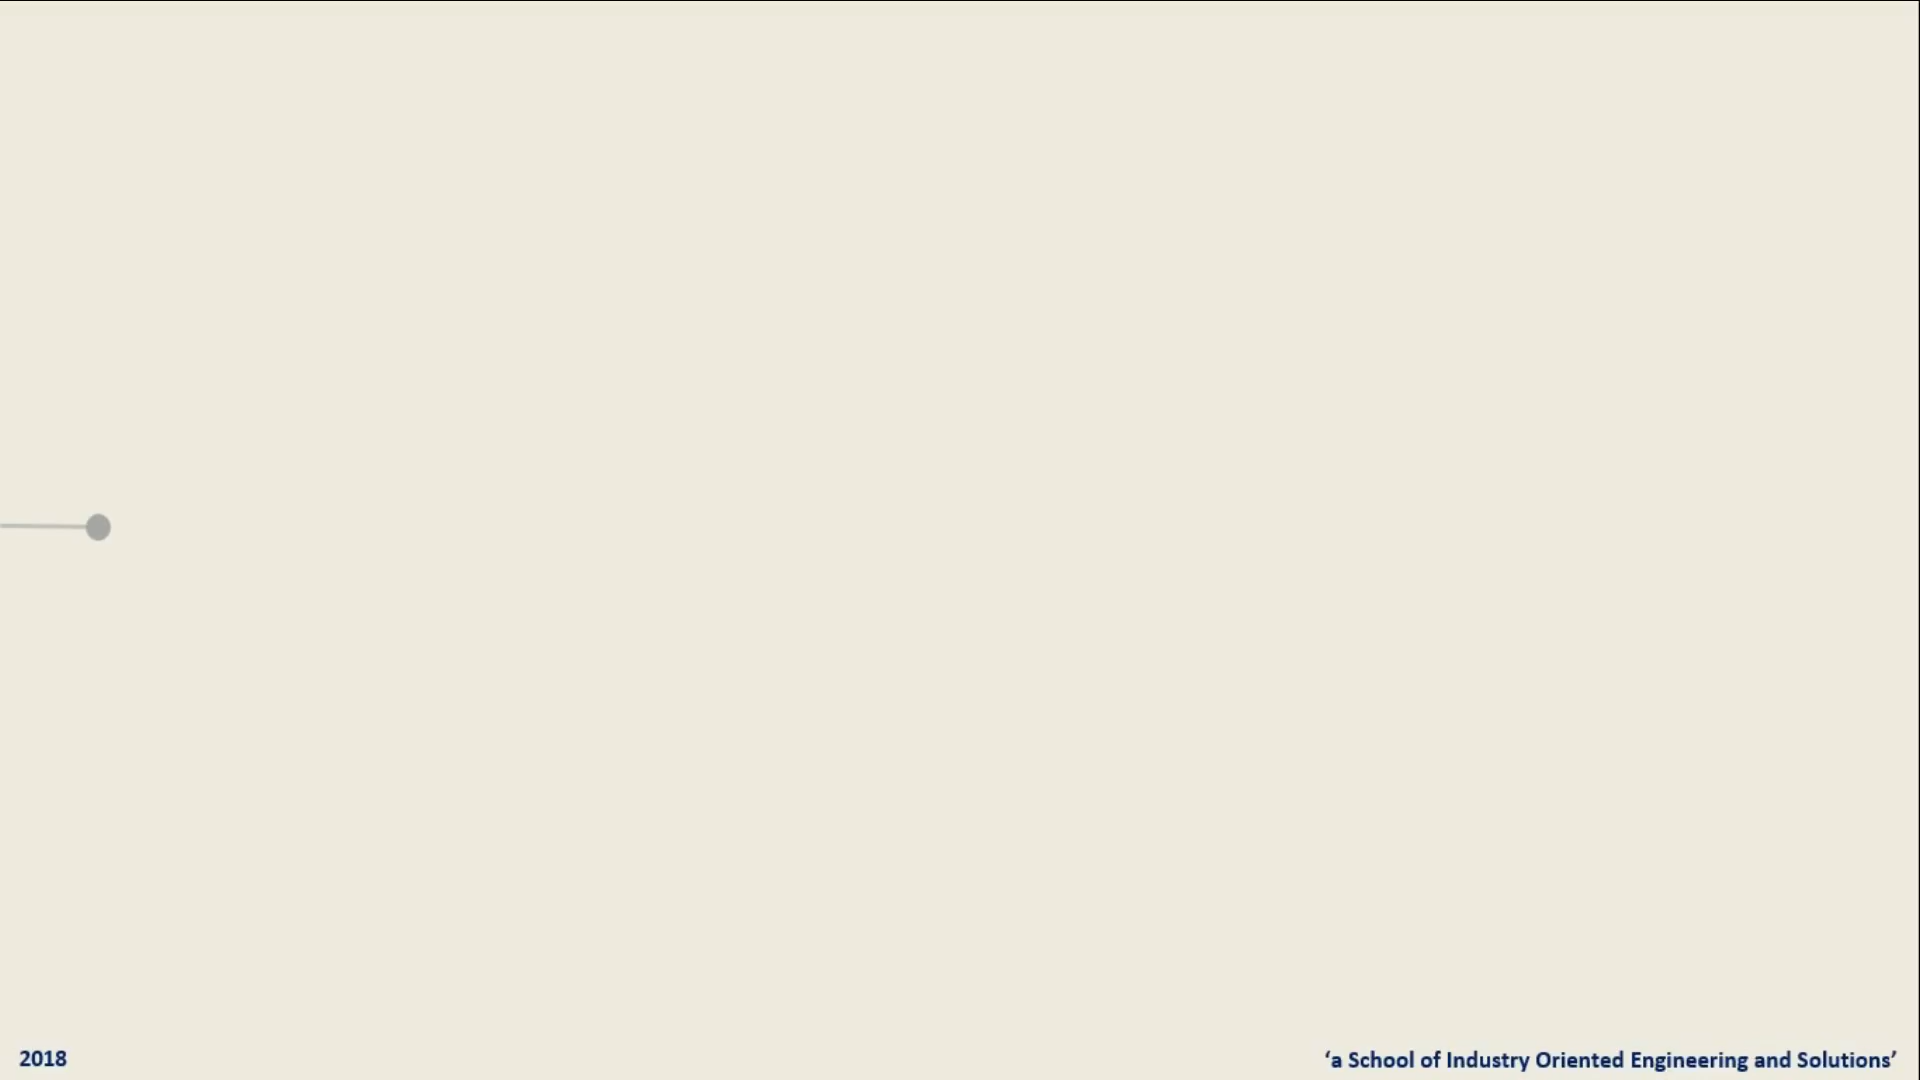 2018
‘a School of Industry Oriented Engineering and Solutions’